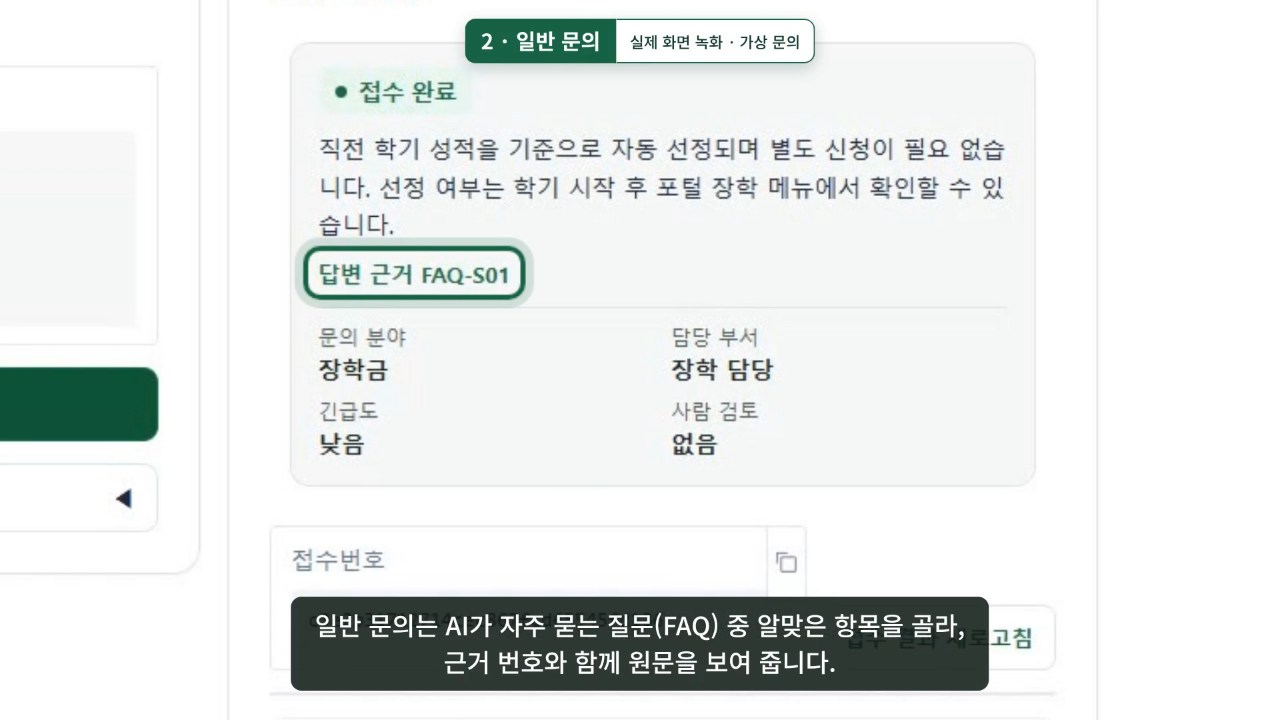 2 · 일반 문의
실제 화면 녹화 · 가상 문의
접수 완료
직전 학기 성적을 기준으로 자동 선정되며 별도 신청이 필요 없습
니다. 선정 여부는 학기 시작 후 포털 장학 메뉴에서 확인할 수 있
습니다.
답변 근거 FAQ-S01
문의 분야
담당 부서
장학금
장학 담당
긴급도
사람 검토
낮음
없음
접수번호
일반 문의는 AI가 자주 묻는 질문(FAQ) 중 알맞은 항목을 골라,
근거 번호와 함께 원문을 보여 줍니다.
새로고침